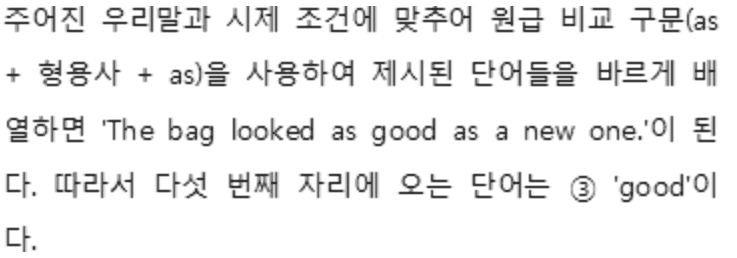 주어진 우리말과 시제 조건에 맞추어 원급 비교 구문(as
+ 형용사 + as)을 사용하여 제시된 단어들을 바르게 배
열하면 'The bag looked as good as a new one.'이 된
다. 따라서 다섯 번째 자리에 오는 단어는 ③ 'good'이
다.